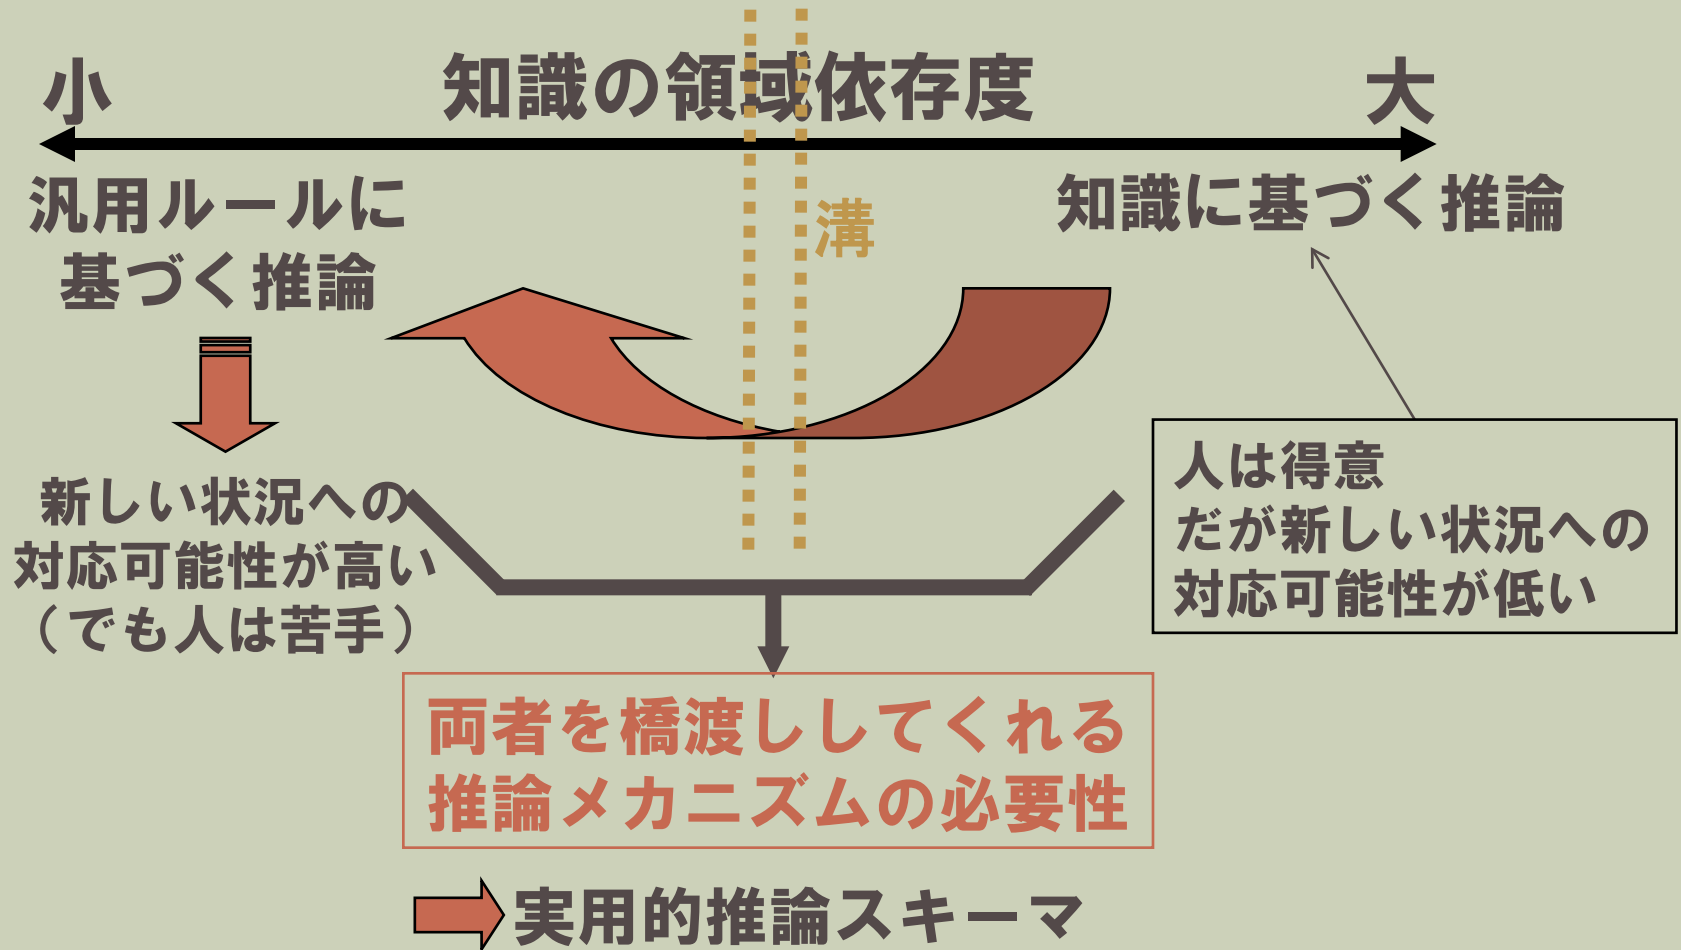 小
知識の領域依存度
大
汎用ルールに
基づく推論
溝
知識に基づく推論
新しい状況への
対応可能性が高い
（でも人は苦手）
人は得意
だが新しい状況への
対応可能性が低い
両者を橋渡ししてくれる
推論メカニズムの必要性
実用的推論スキーマ